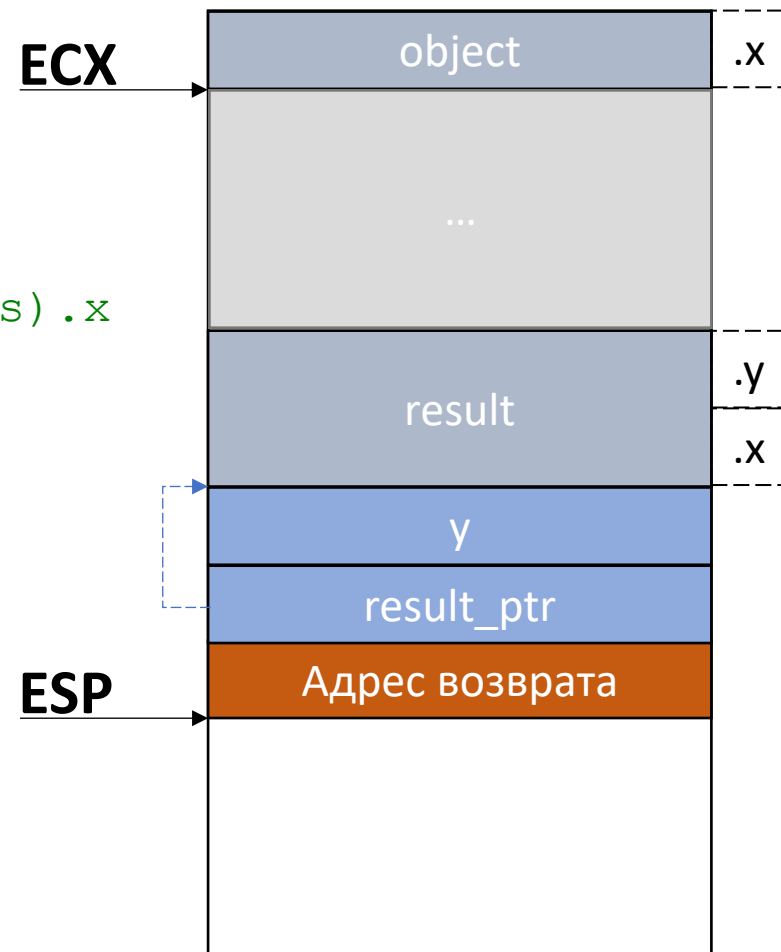 object
.x
ECX
…
s).x
.y
result
.x
y
result_ptr
Адрес возврата
ESP